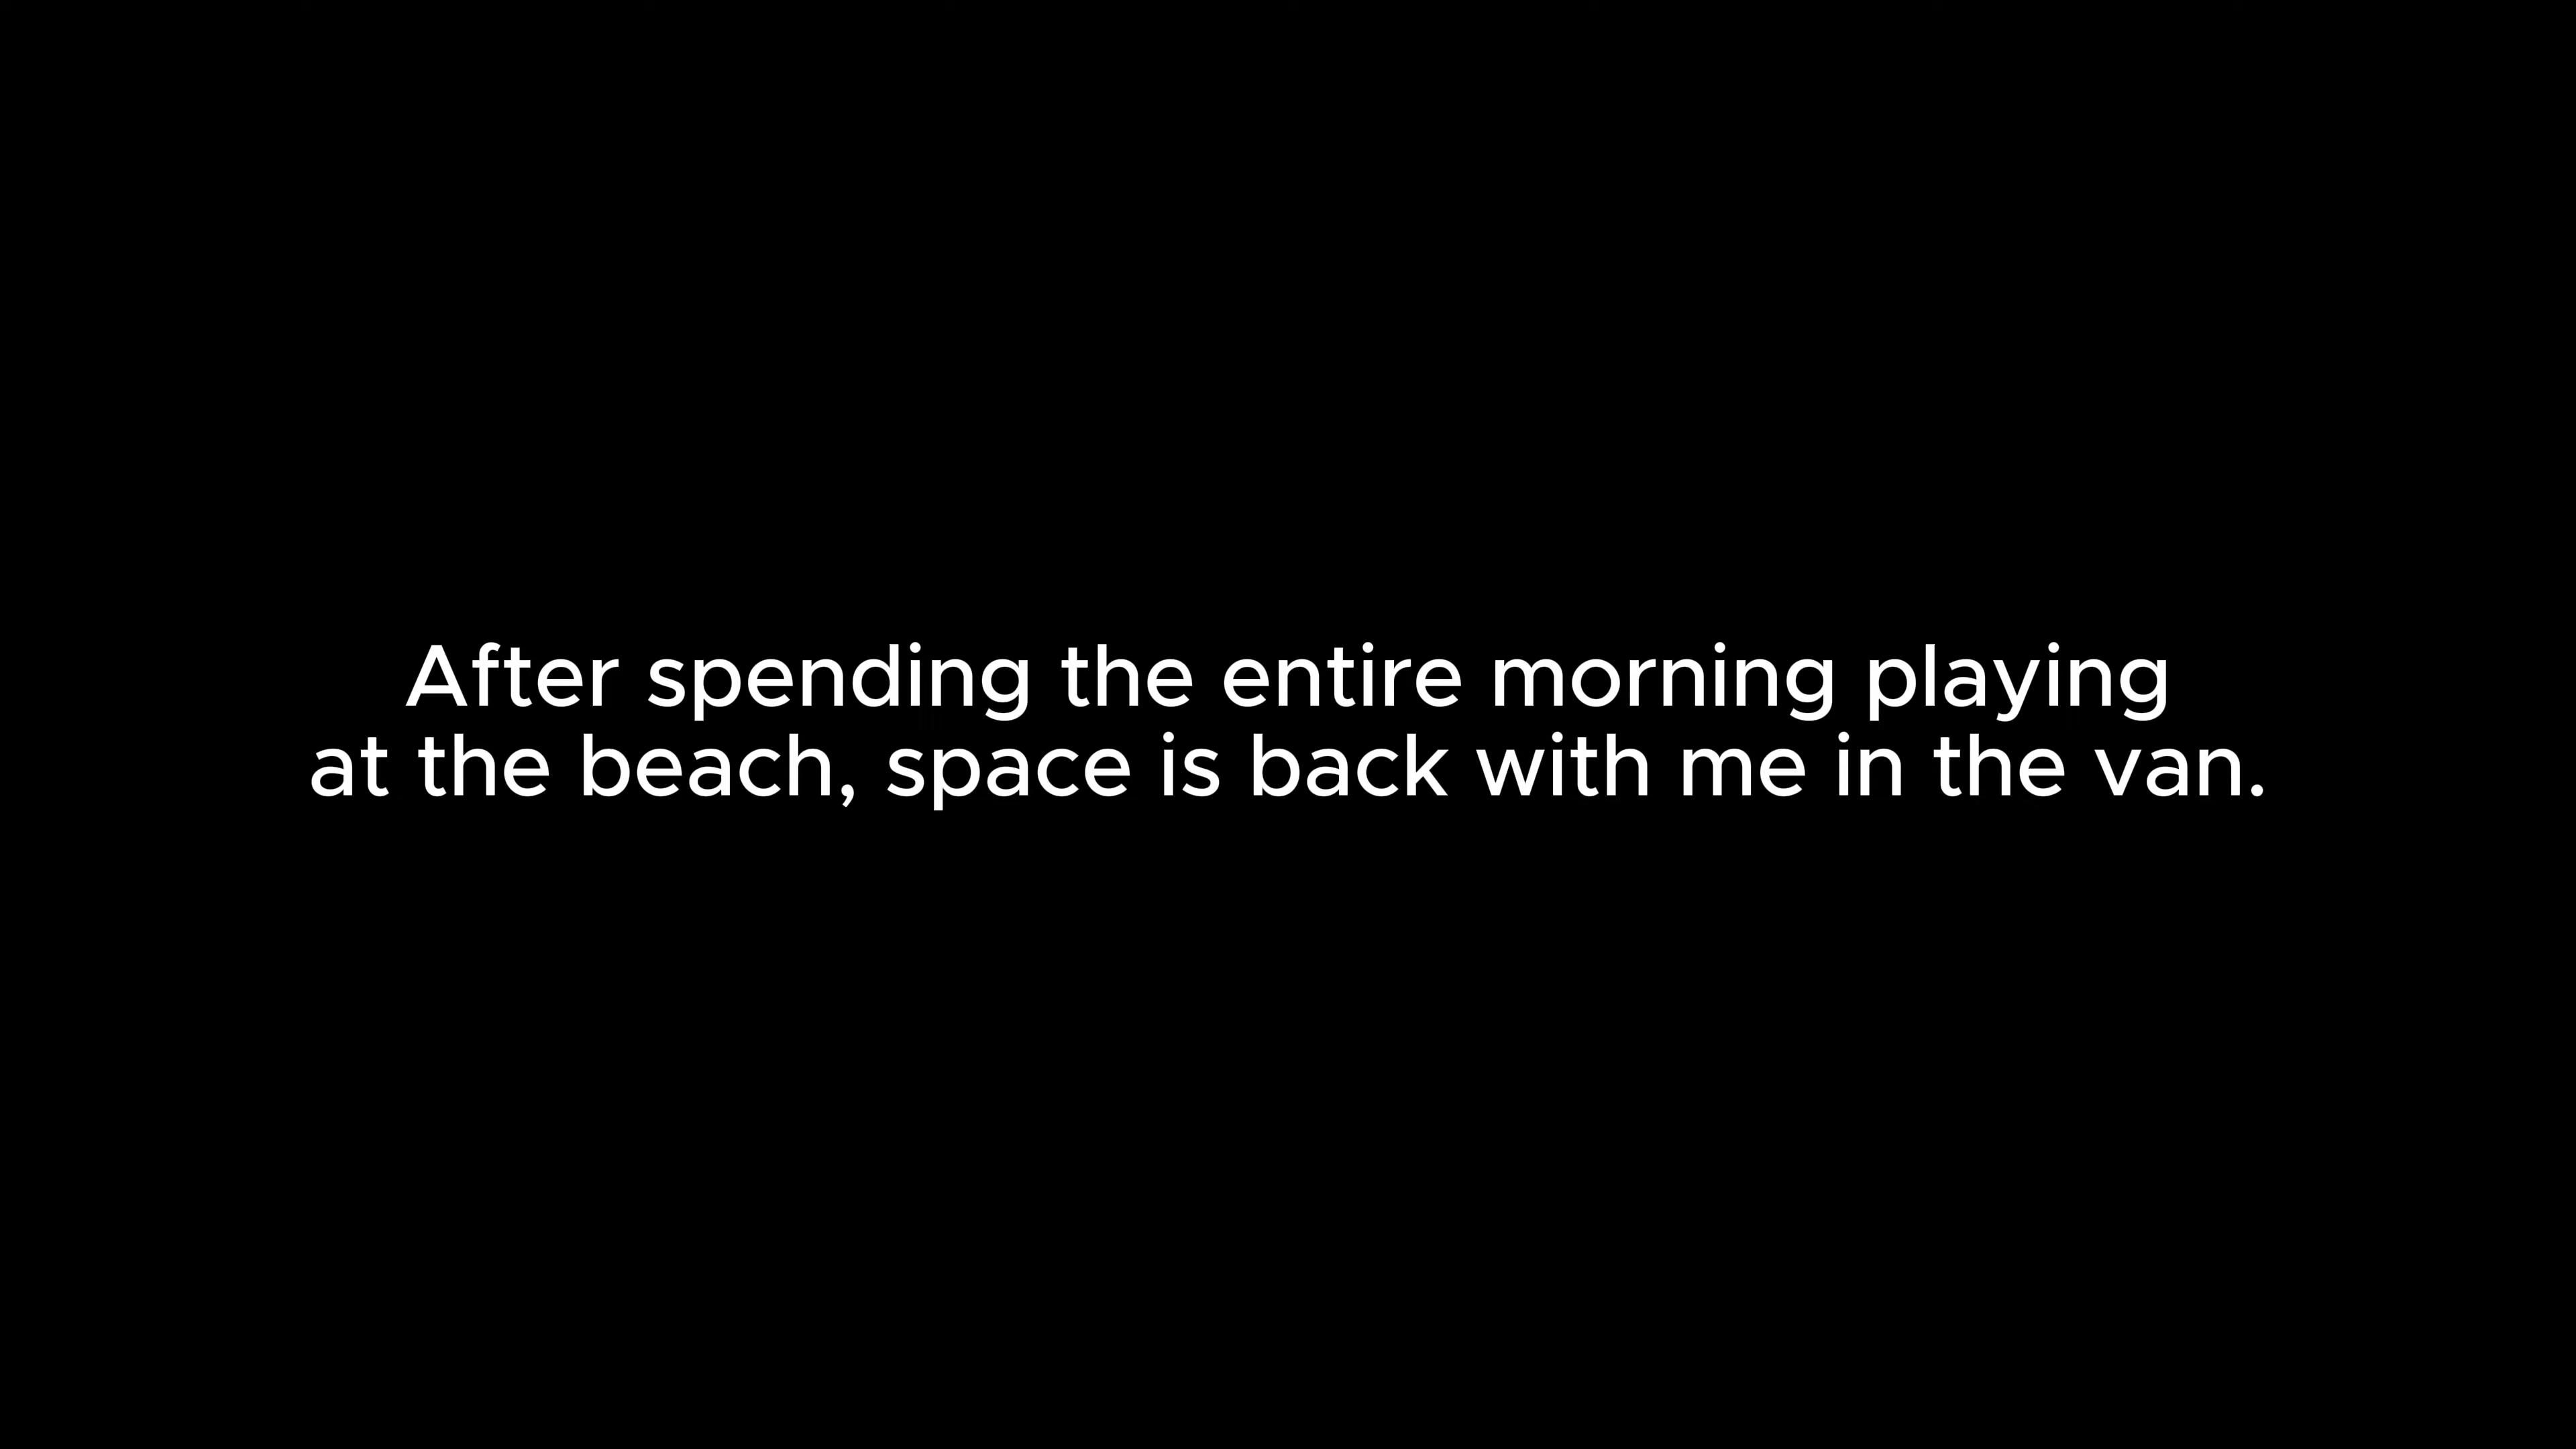 After spending the entire morning playing
at the beach, space is back with me in the van.